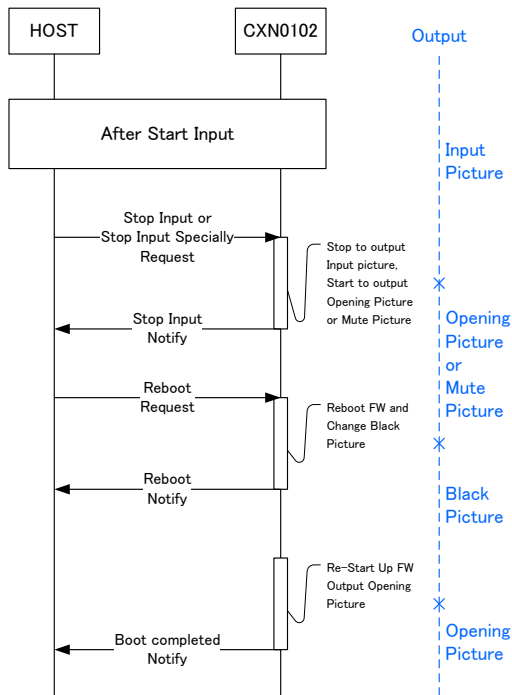 HOST
CXN0102
Output
After Start Input
Input
Picture
Stop Input or
Stop Input Specially
Request
Stop to output
Input picture,
Start to output
Opening Picture
or Mute Picture
Stop Input
Notify
Opening
Picture
or
Mute
Picture
Reboot
Request
Reboot FW and
Change Black
Picture
Reboot
Notify
Black
Picture
Re-Start Up FW
Output Opening
Picture
Boot completed
Notify
Opening
Picture